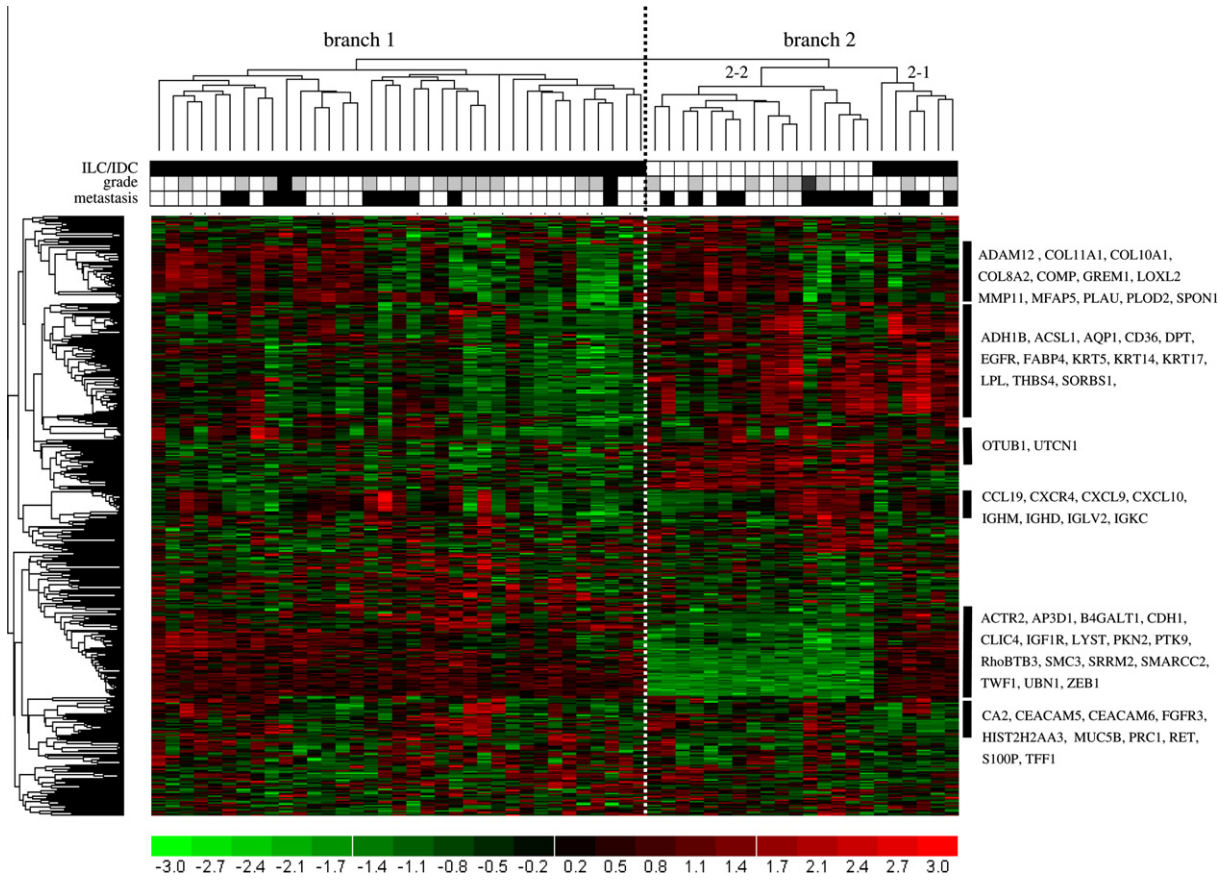 branch 1
branch 2
2-2
2-1
ILC/IDC
grade
metastasis
ADAM12 , COL11A1, COL10A1,
COL8A2, COMP, GREM1, LOXL2
MMP11, MFAP5, PLAU, PLOD2, SPON1
ADH1B, ACSL1, AQP1, CD36, DPT,
EGFR, FABP4, KRT5, KRT14, KRT17,
LPL, THBS4, SORBS1,
OTUB1, UTCN1
CCL19, CXCR4, CXCL9, CXCL10,
IGHM, IGHD, IGLV2, IGKC
ACTR2, AP3D1, B4GALT1, CDH1,
CLIC4, IGF1R, LYST, PKN2, PTK9,
RhoBTB3, SMC3, SRRM2, SMARCC2,
TWF1, UBN1, ZEB1
CA2, CEACAM5, CEACAM6, FGFR3,
HIST2H2AA3, MUC5B, PRC1, RET,
S100P, TFF1
-3.0 -2.7 -2.4 -2.1 -1.7 -1.4 -1.1 -0.8 -0.5 -0.2 0.2 0.5 0.8 1.1 1.4 1.7 2.1 2.4 2.7 3.0